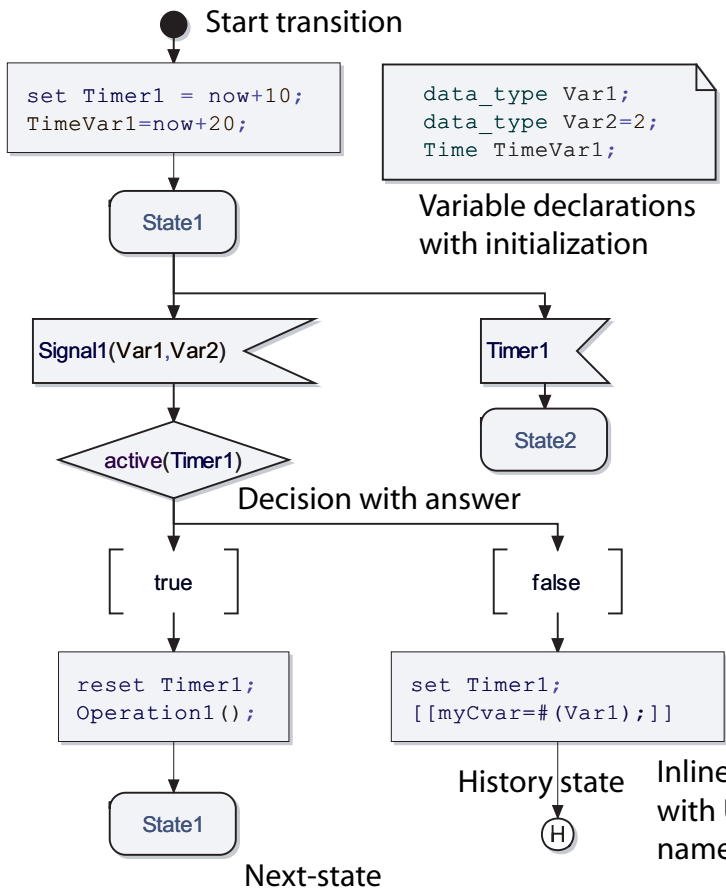 Start transition
set Timer1 = now+10;
TimeVar1=now+20;
data_type Var1;
data_type Var2=2;
Time TimeVar1;
Variable declarations
with initialization
State1
Signal1(Var1,Var2)
Timer1
State2
active(Timer1)
Decision with answer
true
false
reset Timer1;
Operation1();
set Timer1;
[[myCvar=#(Var1);]]
History state
Inline
with
name
H
State1
Next-state